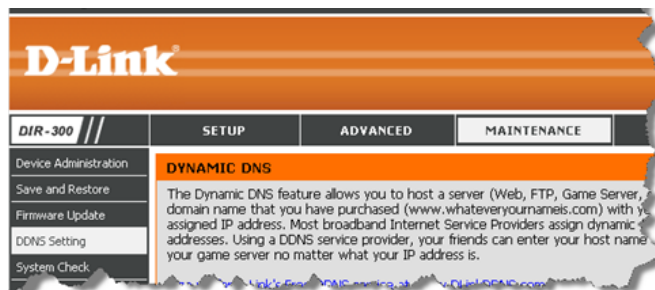 D-Link
DIR-300
SETUP
ADVANCED
MAINTENANCE
Device Administration
Save and Restore
Firmware Update
DDNS Setting
System Check
DYNAMIC DNS
The Dynamic DNS feature allows you to host a server (Web, FTP, Game Server,
domain name that you have purchased (www.whateveryournameis.com) with y
assigned IP address. Most broadband Internet Service Providers assign dynamic
addresses. Using a DDNS service provider, your friends can enter your host name
your game server no matter what your IP address is.